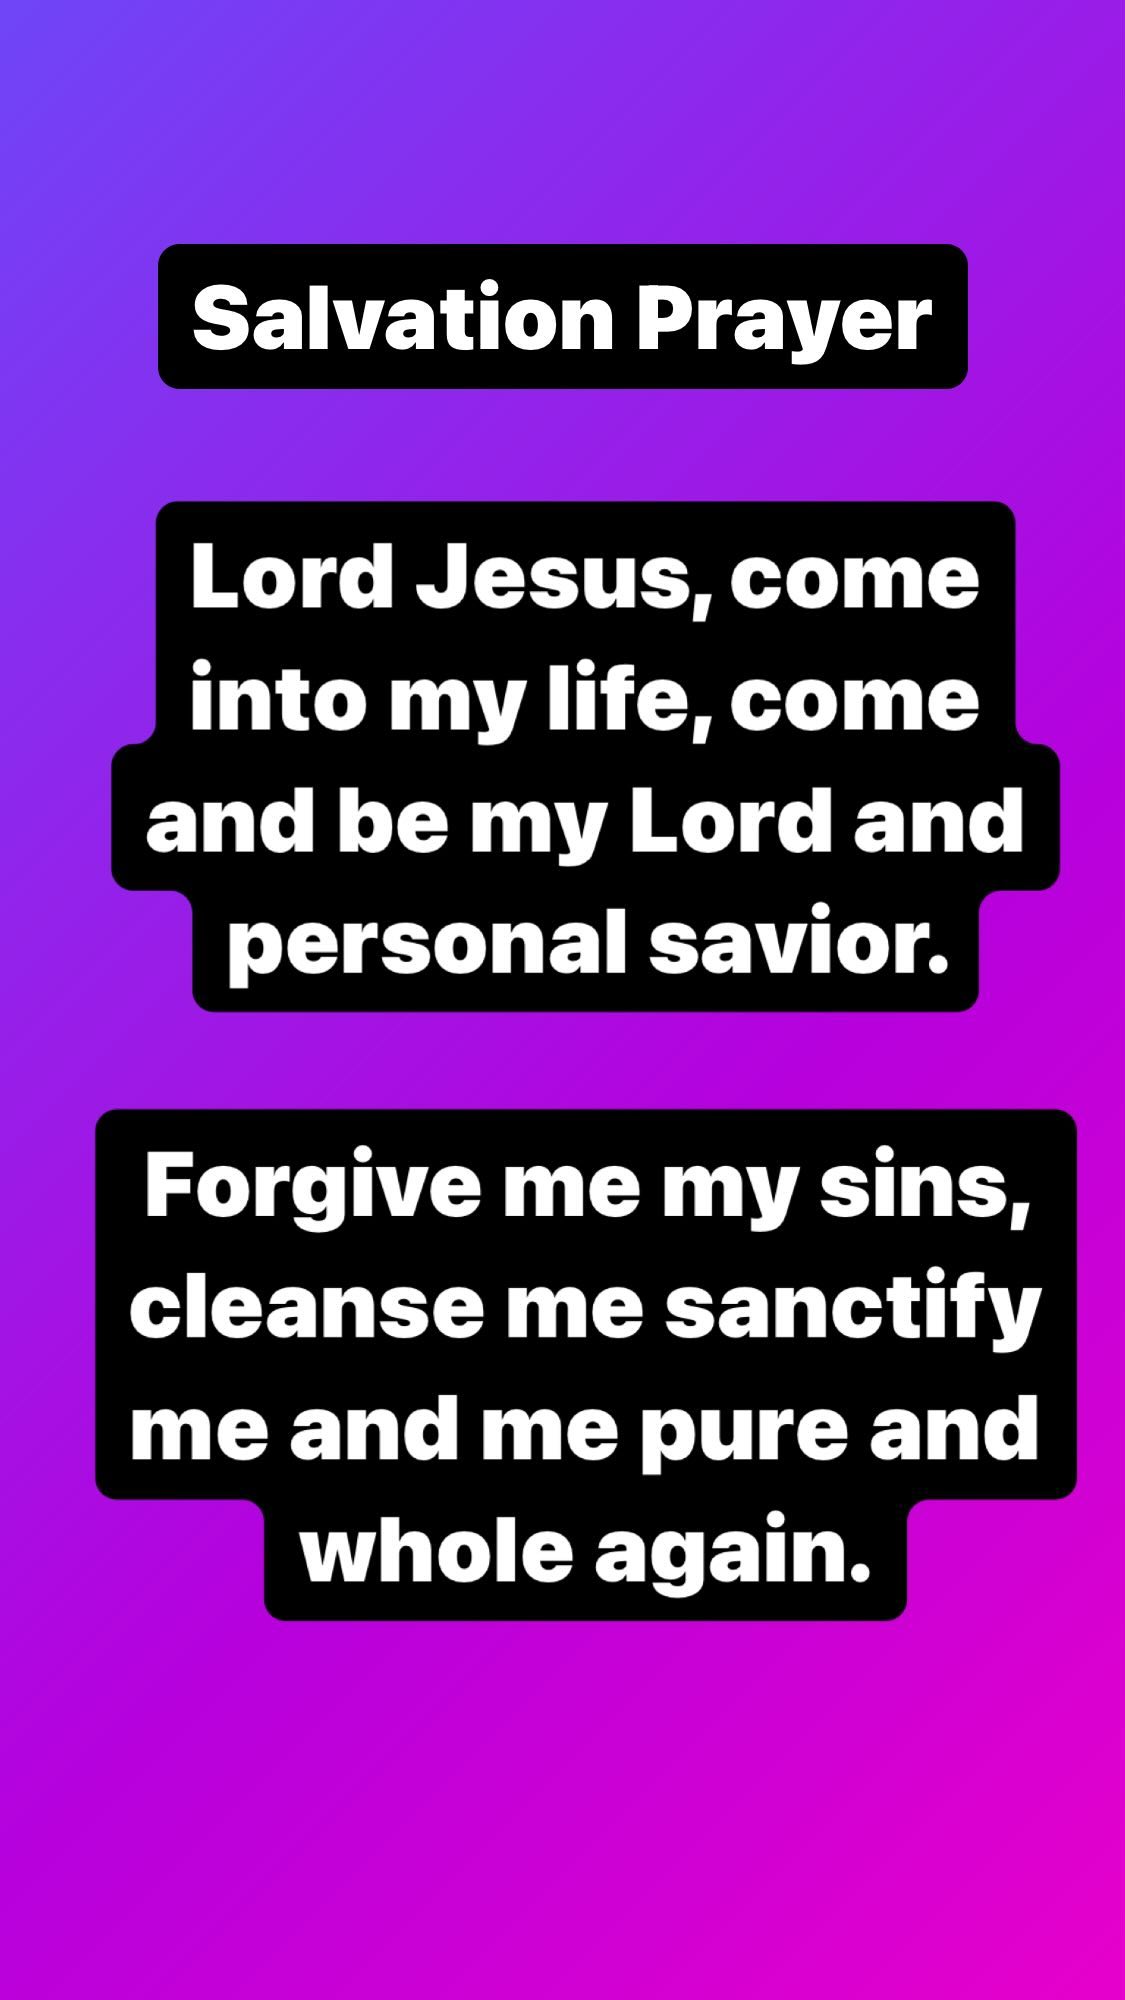 Salvation Prayer
Lord Jesus, come
into my life, come
and be my Lord and
personal savior.
Forgive me my sins,
cleanse me sanctify
me and me pure and
whole again.